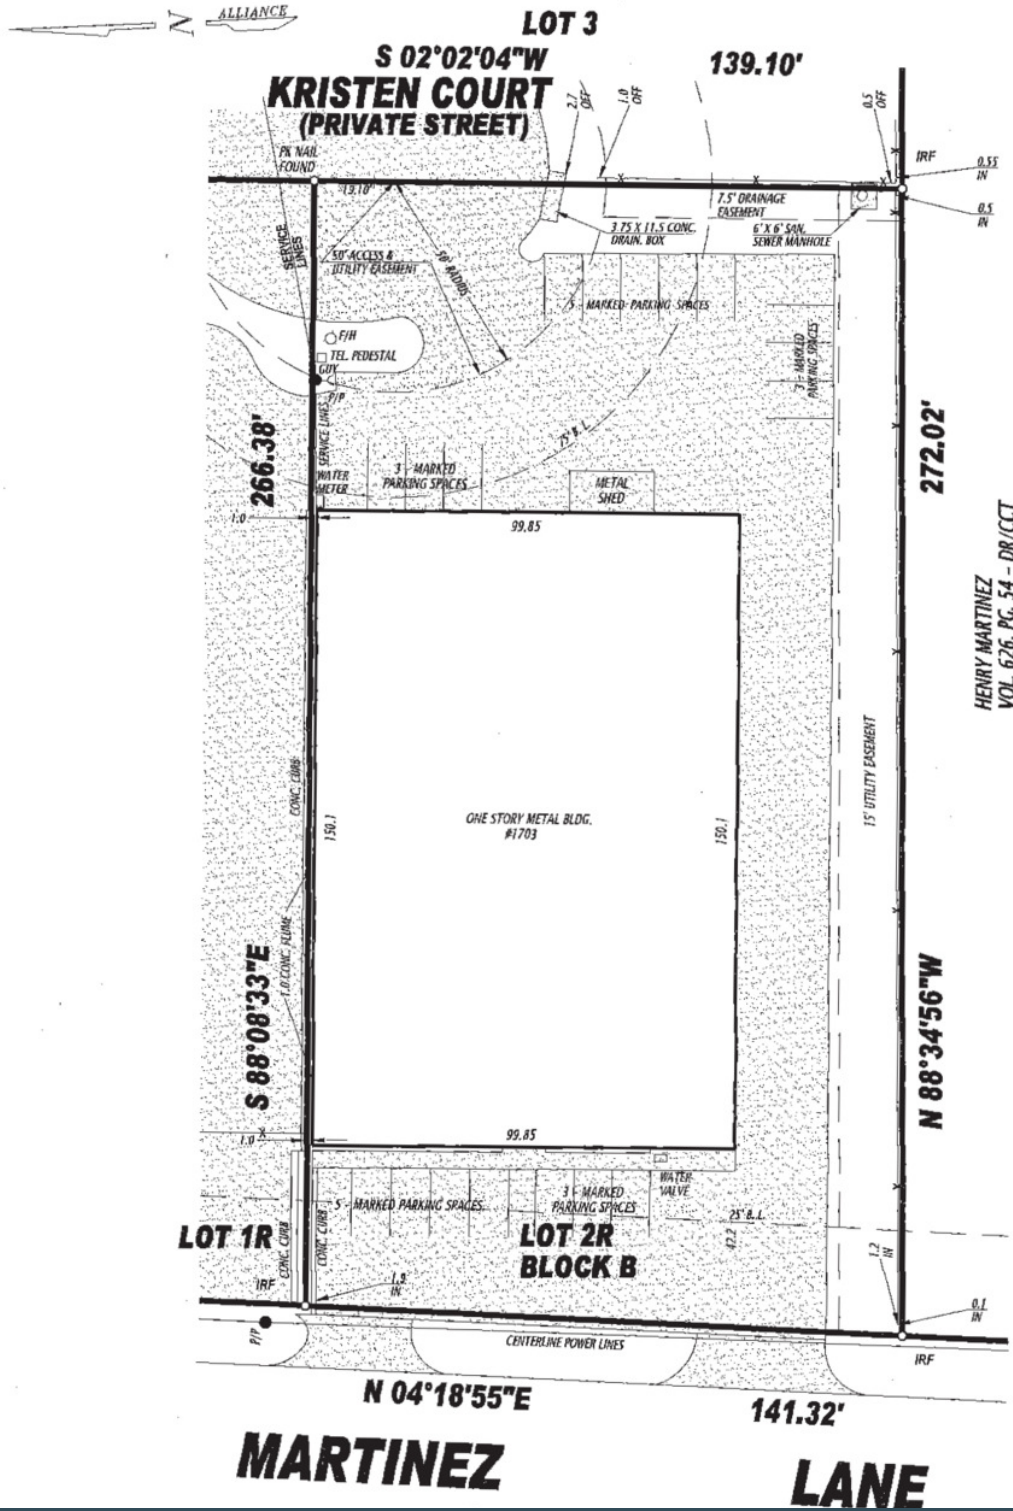 N
ALLIANCE
LOT 3
S 02°02'04"W
139.10'
KRISTEN COURT
(PRIVATE STREET)
2.7
OFF
1.0
OFF
0.5
OFF
PK NAIL
FOUND
IRF
0.55
IN
19.10'
7.5' DRAINAGE
EASEMENT
0.5
IN
3.75 X 11.5 CONC.
DRAIN. BOX
6' X 6' SAN.
SEWER MANHOLE
SERVICE
LINES
50' ACCESS &
UTILITY EASEMENT
50' RADIUS
5 - MARKED PARKING SPACES
3 - MARKED
PARKING SPACES
F/H
TEL. PEDESTAL
GUY
P/P
SERVICE LINES
266.38'
272.02'
75' B.L.
WATER
METER
3 - MARKED
PARKING SPACES
METAL
SHED
1.0
99.85
HENRY MARTINEZ
VOL. 626, PG. 54 - DR/CCT
CONC. CURB
150.1
ONE STORY METAL BLDG.
#1703
150.1
15' UTILITY EASEMENT
1.0 CONC. FLUME
S 88°08'33"E
N 88°34'56"W
1.0
99.85
WATER
VALVE
5 - MARKED PARKING SPACES
3 - MARKED
PARKING SPACES
25' B.L.
42.2
LOT 1R
CONC. CURB
CONC. CURB
LOT 2R
BLOCK B
1.2
IN
IRF
1.9
IN
0.1
IN
P/P
CENTERLINE POWER LINES
IRF
N 04°18'55"E
141.32'
MARTINEZ LANE